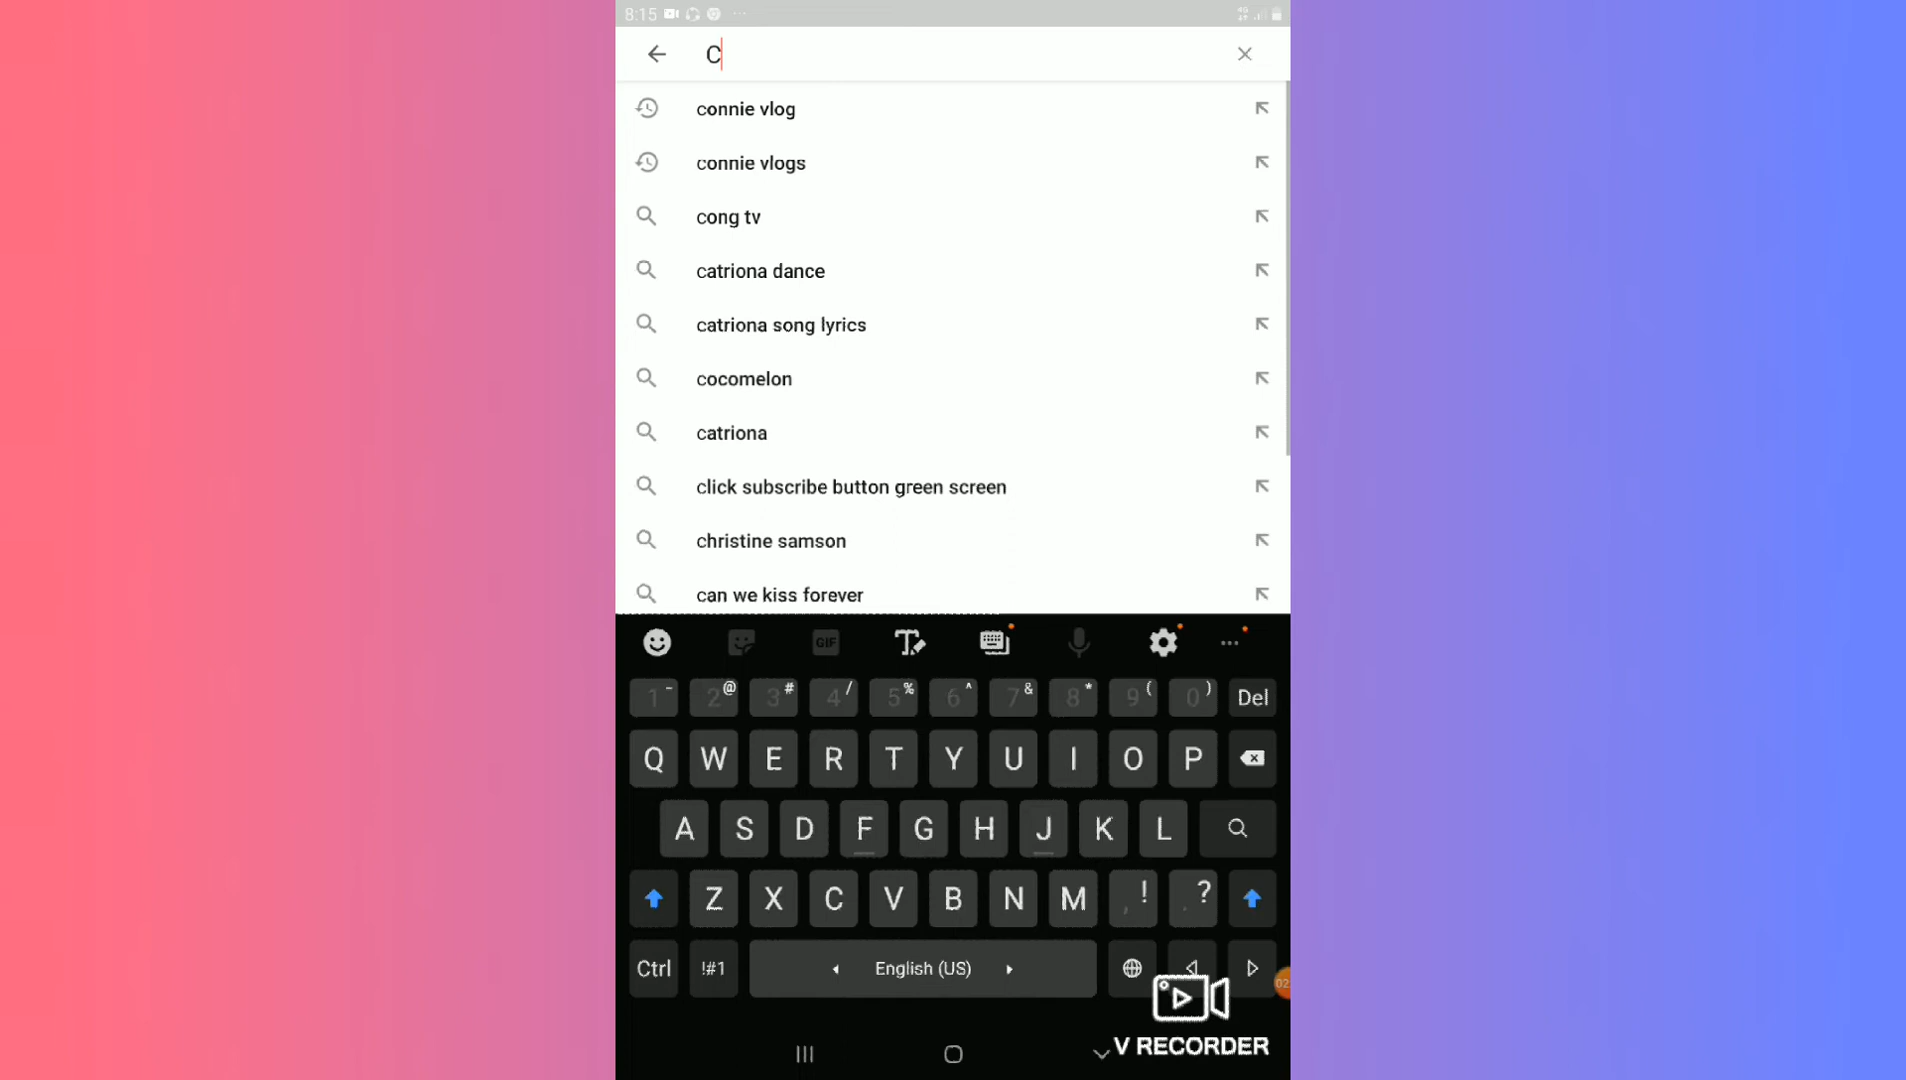 8:15
C
connie vlog
connie vlogs
cong tv
catriona dance
catriona song lyrics
cocomelon
catriona
click subscribe button green screen
christine samson
can we kiss forever
GIF
1 - 2 @ 3 # 4 / 5 % 6 ^ 7 & 8 * 9 ( 0 ) Del
Q W E R T Y U I O P
A S D F G H J K L
Z X C V B N M , ! . ?
Ctrl !#1 English (US)
02
V RECORDER